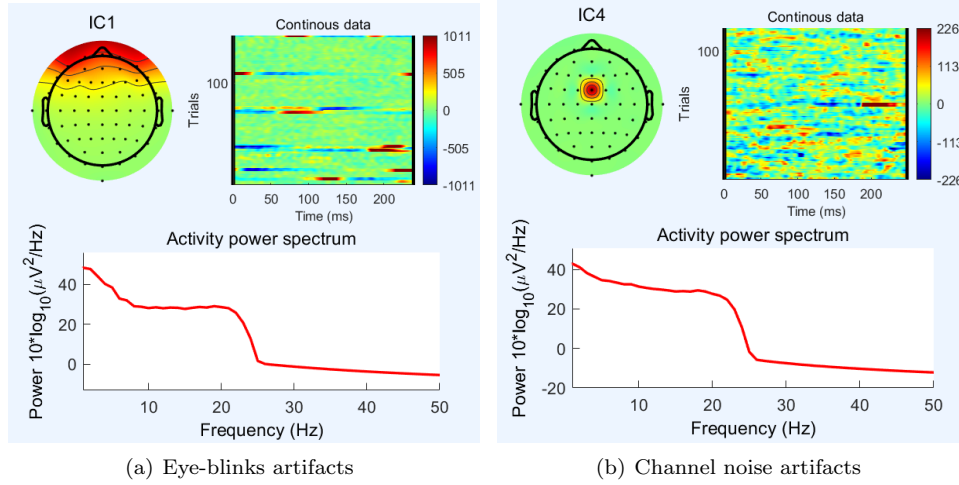 IC1
Continous data
Trials
100
0
50
100
150
200
Time (ms)
1011
505
0
-505
-1011
Activity power spectrum
Power 10*log10(μV2/Hz)
40
20
0
10
20
30
40
50
Frequency (Hz)
(a) Eye-blinks artifacts
IC4
Continous data
Trials
100
0
50
100
150
200
Time (ms)
226
113
0
-113
-226
Activity power spectrum
Power 10*log10(μV2/Hz)
40
20
0
-20
10
20
30
40
50
Frequency (Hz)
(b) Channel noise artifacts